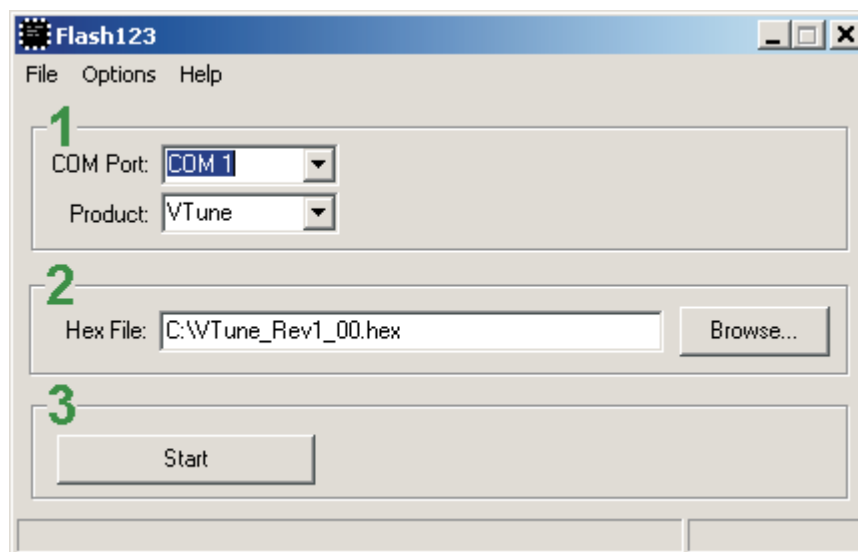 Flash123
File Options Help
1
COM Port: COM 1
Product: VTune
2
Hex File: C:\VTune_Rev1_00.hex Browse...
3
Start